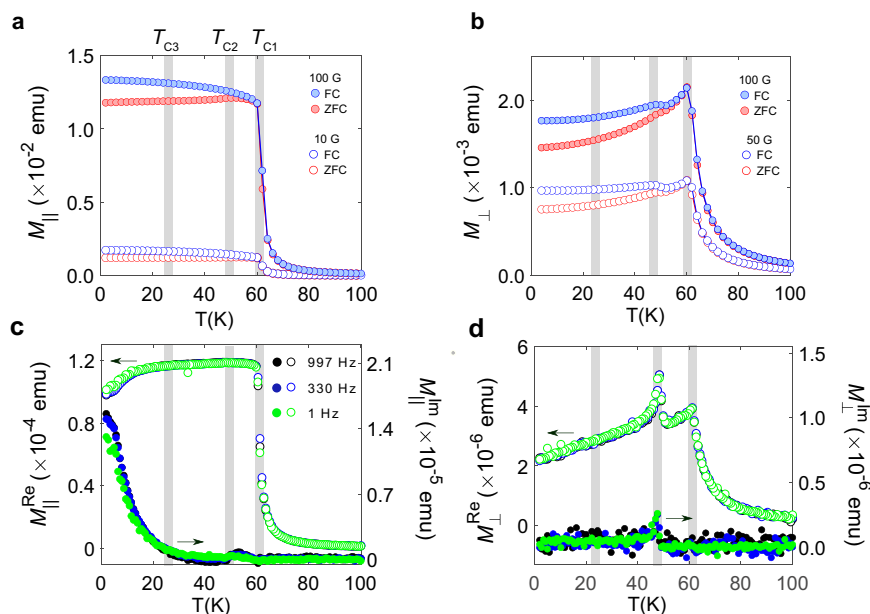 a
T_C3 T_C2 T_C1
1.5
1.0
0.5
0.0
M_|| (×10^-2 emu)
100 G
FC
ZFC
10 G
FC
ZFC
0 20 40 60 80 100
T(K)
b
2.0
1.0
0.0
M_⊥ (×10^-3 emu)
100 G
FC
ZFC
50 G
FC
ZFC
0 20 40 60 80 100
T(K)
c
1.2
0.8
0.4
0
M_||^Re (×10^-4 emu)
997 Hz
330 Hz
1 Hz
2.1
1.4
0.7
0
M_||^Im (×10^-5 emu)
0 20 40 60 80 100
T(K)
d
6
4
2
0
M_⊥^Re (×10^-6 emu)
1.5
1.0
0.5
0.0
M_⊥^Im (×10^-6 emu)
0 20 40 60 80 100
T(K)